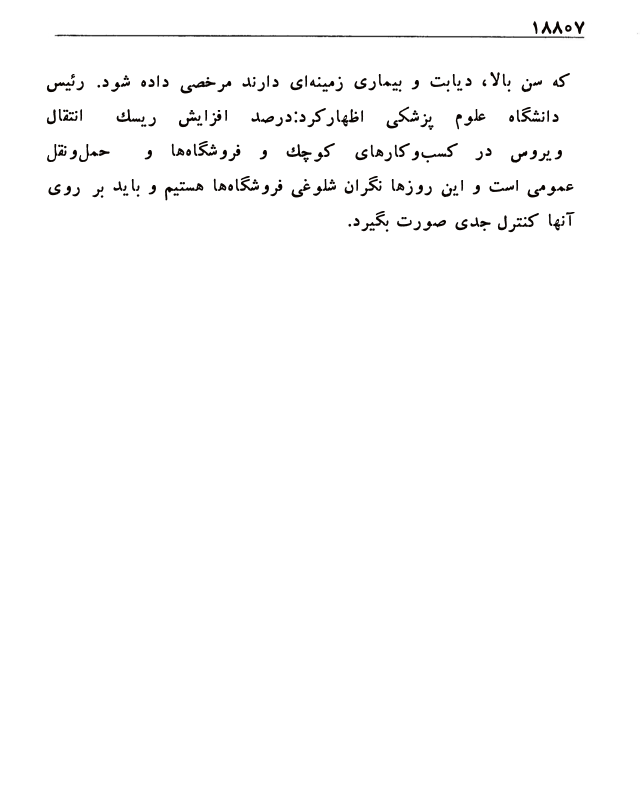 ۱۸۸۰۷
که سن بالا، دیابت و بیماری زمینه‌ای دارند مرخصی داده شود. رئیس
دانشگاه علوم پزشکی اظهارکرد:درصد افزایش ریسك انتقال
ویروس در کسب‌وکارهای کوچك و فروشگاه‌ها و حمل‌ونقل
عمومی است و این روزها نگران شلوغی فروشگاه‌ها هستیم و باید بر روی
آنها کنترل جدی صورت بگیرد.